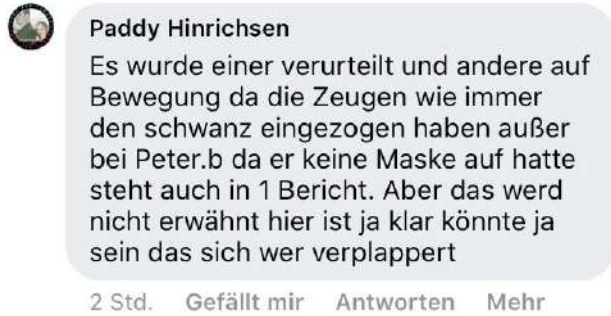 Paddy Hinrichsen
Es wurde einer verurteilt und andere auf
Bewegung da die Zeugen wie immer
den schwanz eingezogen haben außer
bei Peter.b da er keine Maske auf hatte
steht auch in 1 Bericht. Aber das werd
nicht erwähnt hier ist ja klar könnte ja
sein das sich wer verplappert
2 Std. Gefällt mir Antworten Mehr